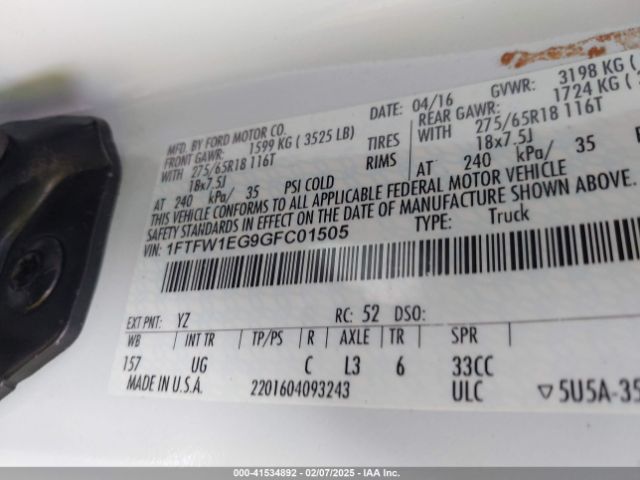 MFD. BY FORD MOTOR CO.
DATE: 04/16 GVWR: 3198 KG (
FRONT GAWR: 1599 KG ( 3525 LB) REAR GAWR: 1724 KG (
WITH 275/65R18 116T TIRES WITH 275/65R18 116T
18x7.5J RIMS 18x7.5J
AT 240 kPa/ 35 PSI COLD AT 240 kPa/ 35
THIS VEHICLE CONFORMS TO ALL APPLICABLE FEDERAL MOTOR VEHICLE
SAFETY STANDARDS IN EFFECT ON THE DATE OF MANUFACTURE SHOWN ABOVE.
VIN: 1FTFW1EG9GFC01505 TYPE: Truck
EXT PNT: YZ RC: 52 DSO:
WB INT TR TP/PS R AXLE TR SPR
157 UG C L3 6 33CC
MADE IN U.S.A. 2201604093243 ULC ▽5U5A-35
00-41534892 - 02/07/2025 - IAA Inc.